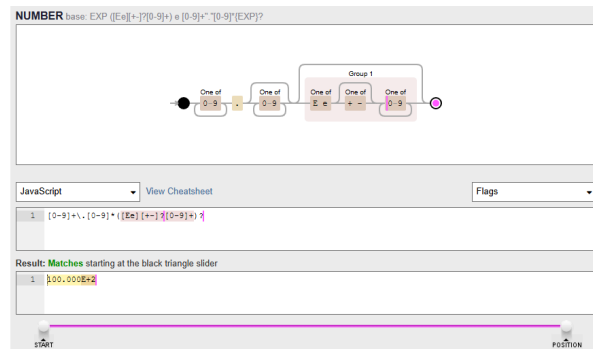 NUMBER base: EXP ([Ee][+-]?[0-9]+) e [0-9]+"."[0-9]*{EXP}?
Group 1
One of One of One of One of One of
0-9 . 0-9 E e + - 0-9
JavaScript View Cheatsheet Flags
1 [0-9]+\.[0-9]*([Ee][+-]?[0-9]+)?
Result: Matches starting at the black triangle slider
1 100.000E+2
START POSITION